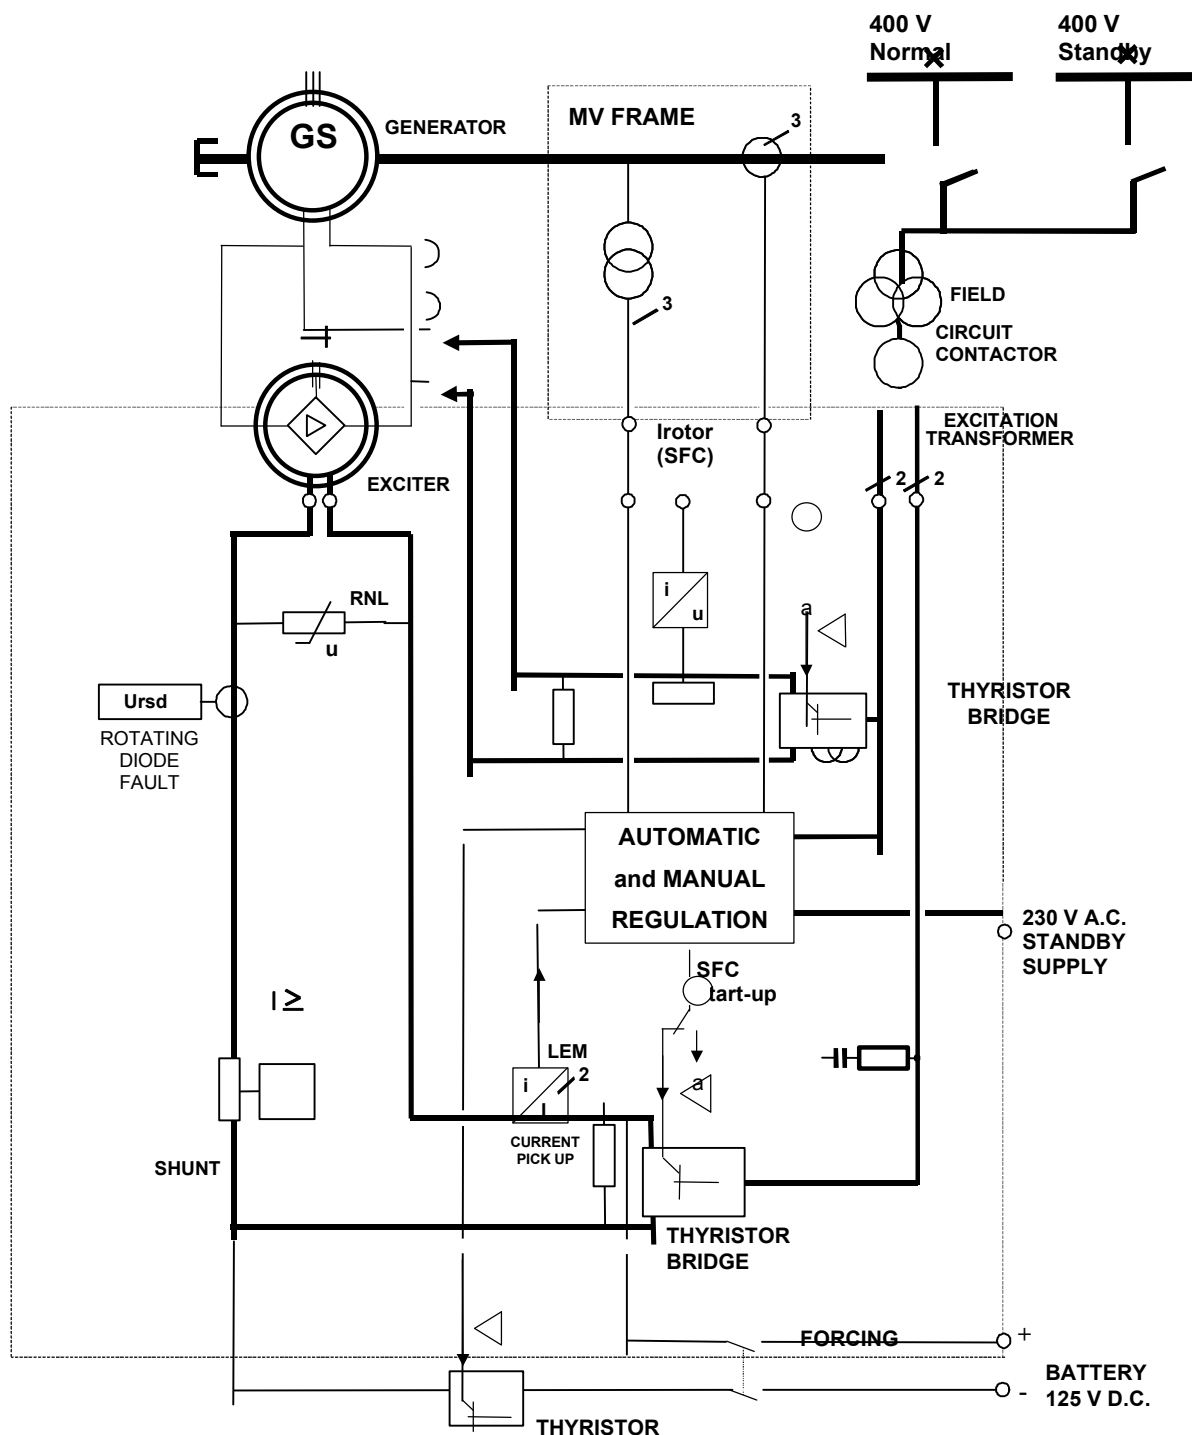 400 V
Normal
400 V
Standby
GS
GENERATOR
MV FRAME
3
3
FIELD
CIRCUIT
CONTACTOR
EXCITATION
TRANSFORMER
Irotor
(SFC)
2
2
EXCITER
i
u
RNL
u
a
Ursd
ROTATING
DIODE
FAULT
THYRISTOR
BRIDGE
AUTOMATIC
and MANUAL
REGULATION
230 V A.C.
STANDBY
SUPPLY
SFC
tart-up
I ≥
LEM
2
i
I
a
CURRENT
PICK UP
SHUNT
THYRISTOR
BRIDGE
FORCING
+
BATTERY
125 V D.C.
-
THYRISTOR